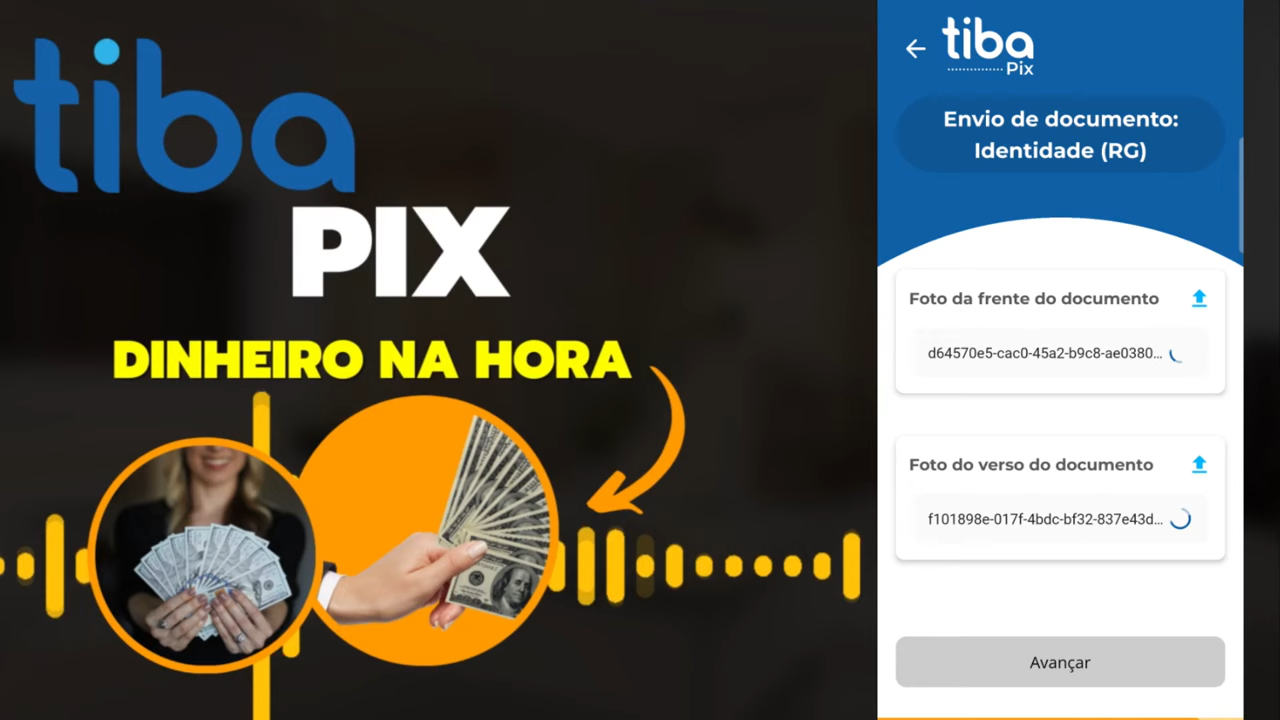 tiba
PIX
DINHEIRO NA HORA
tiba
Pix
Envio de documento:
Identidade (RG)
Foto da frente do documento
d64570e5-cac0-45a2-b9c8-ae0380...
Foto do verso do documento
f101898e-017f-4bdc-bf32-837e43d...
Avançar